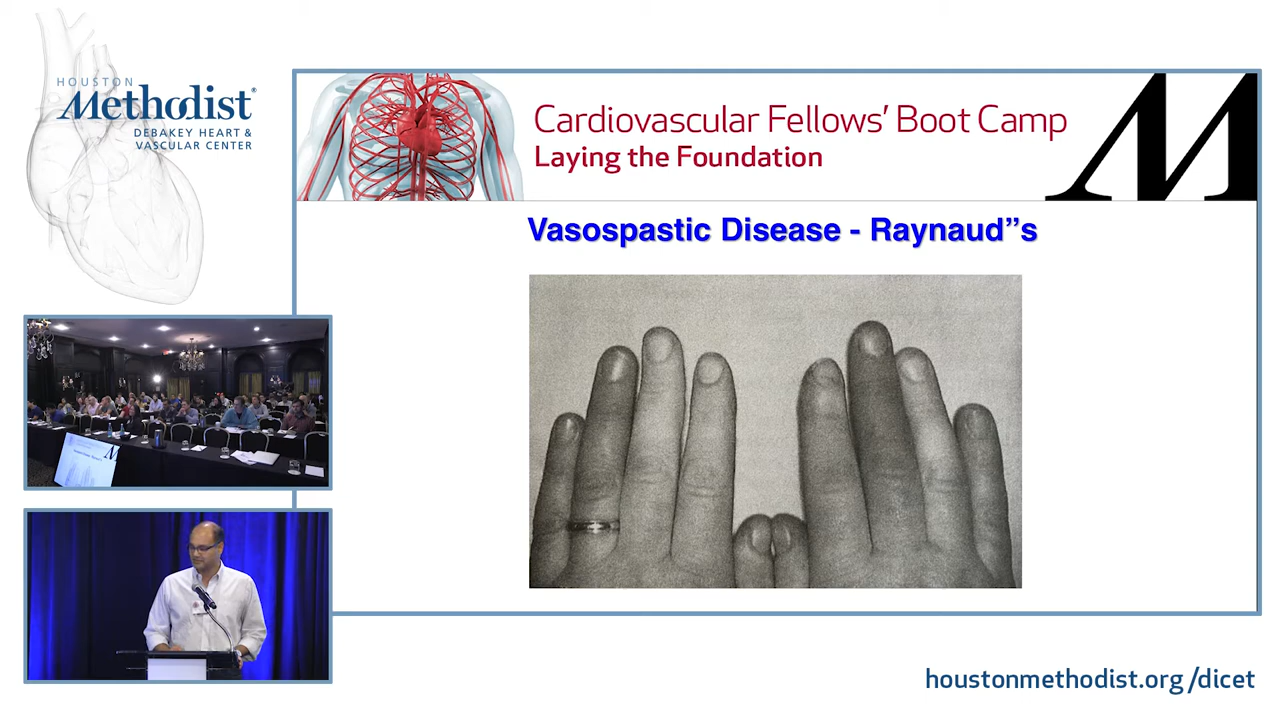 HOUSTON
Methodist®
DEBAKEY HEART &
VASCULAR CENTER
Cardiovascular Fellows’ Boot Camp
Laying the Foundation
M
Vasospastic Disease - Raynaud”s
houstonmethodist.org/dicet